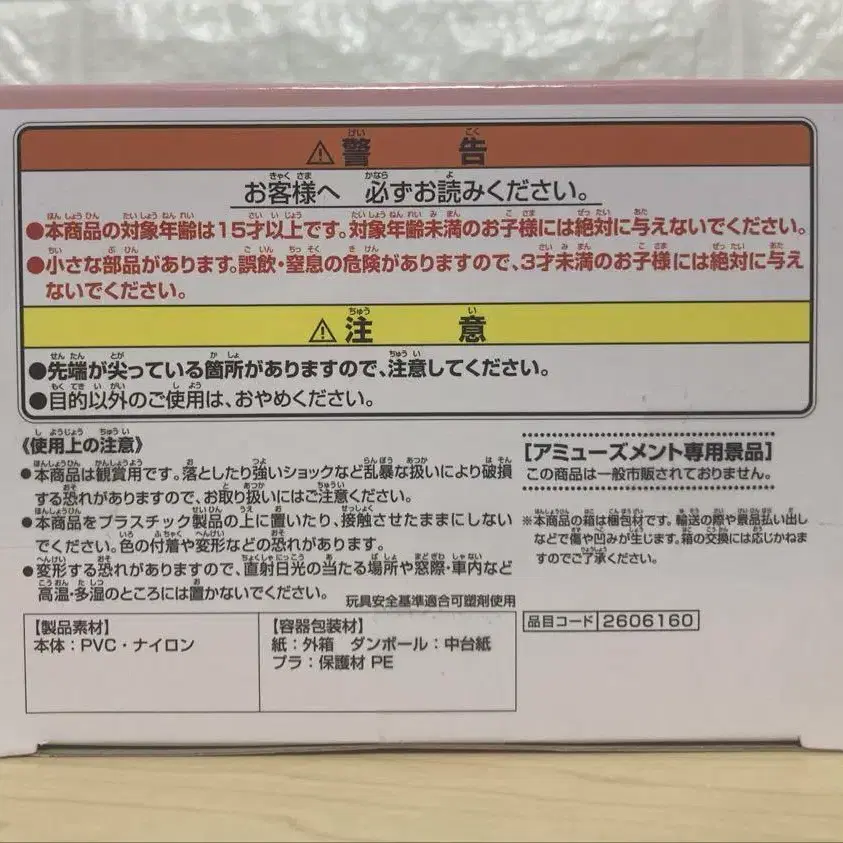 ⚠警告
お客様へ 必ずお読みください。
●本商品の対象年齢は15才以上です。対象年齢未満のお子様には絶対に与えないでください。
●小さな部品があります。誤飲・窒息の危険がありますので、3才未満のお子様には絶対に与え
ないでください。
⚠注意
●先端が尖っている箇所がありますので、注意してください。
●目的以外のご使用は、おやめください。
《使用上の注意》
●本商品は観賞用です。落としたり強いショックなど乱暴な扱いにより破損
する恐れがありますので、お取り扱いにはご注意ください。
●本商品をプラスチック製品の上に置いたり、接触させたままにしない
でください。色の付着や変形などの恐れがあります。
●変形する恐れがありますので、直射日光の当たる場所や窓際・車内など
高温・多湿のところには置かないでください。
玩具安全基準適合可塑剤使用
【製品素材】
本体:PVC・ナイロン
【容器包装材】
紙:外箱 ダンボール:中台紙
プラ:保護材 PE
[アミューズメント専用景品]
この商品は一般市販されておりません。
※本商品の箱は梱包材です。輸送の際や景品払い出し
などで傷や凹みが生じます。箱の交換には応じかねま
すのでご了承ください。
品目コード 2606160